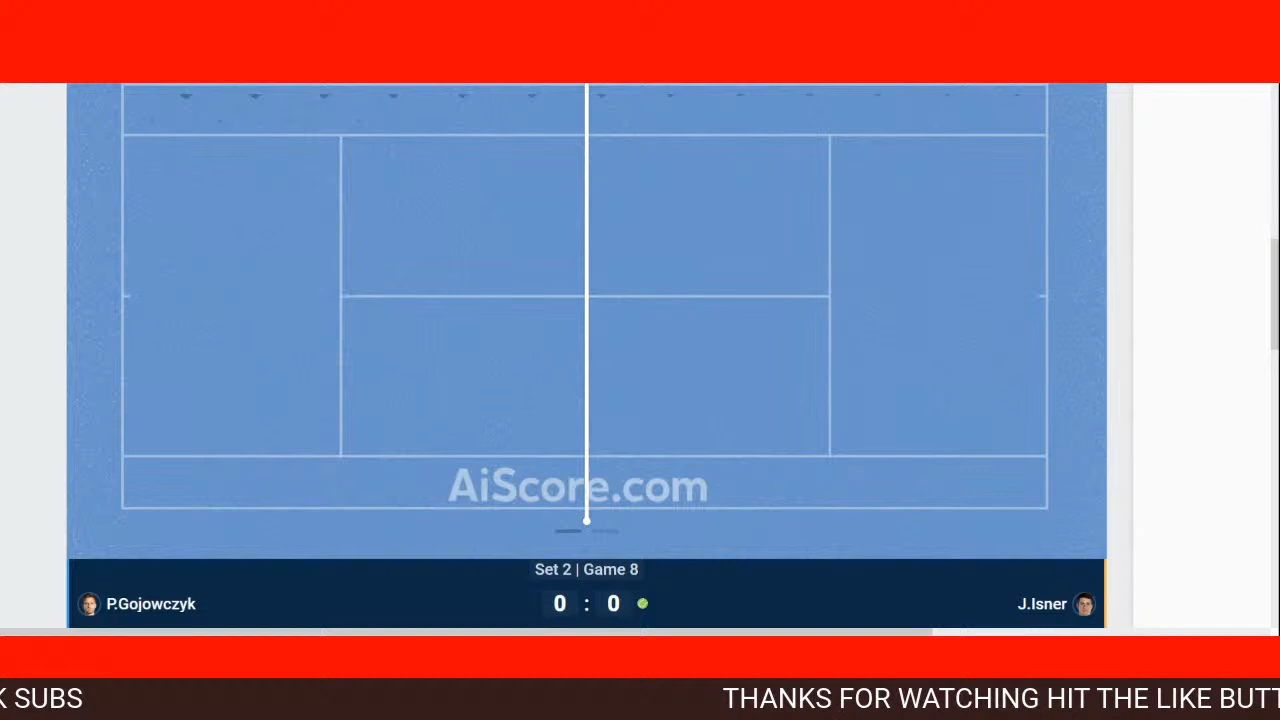 AiScore.com
Set 2 | Game 8
P.Gojowczyk 0 : 0 J.Isner
K SUBS THANKS FOR WATCHING HIT THE LIKE BUTT